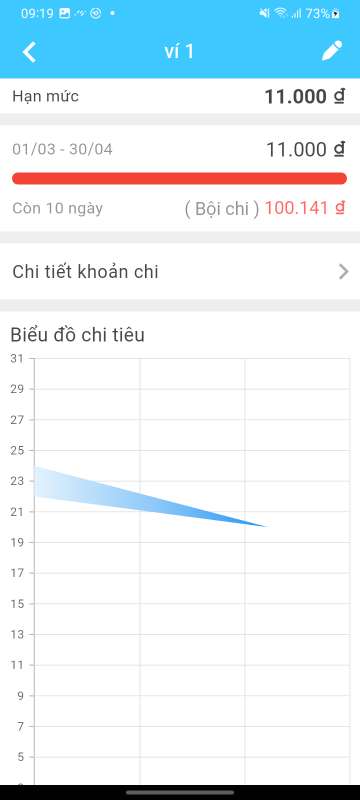 09:19
73%
ví 1
Hạn mức 11.000 ₫
01/03 - 30/04 11.000 ₫
Còn 10 ngày ( Bội chi ) 100.141 ₫
Chi tiết khoản chi
Biểu đồ chi tiêu
31
29
27
25
23
21
19
17
15
13
11
9
7
5